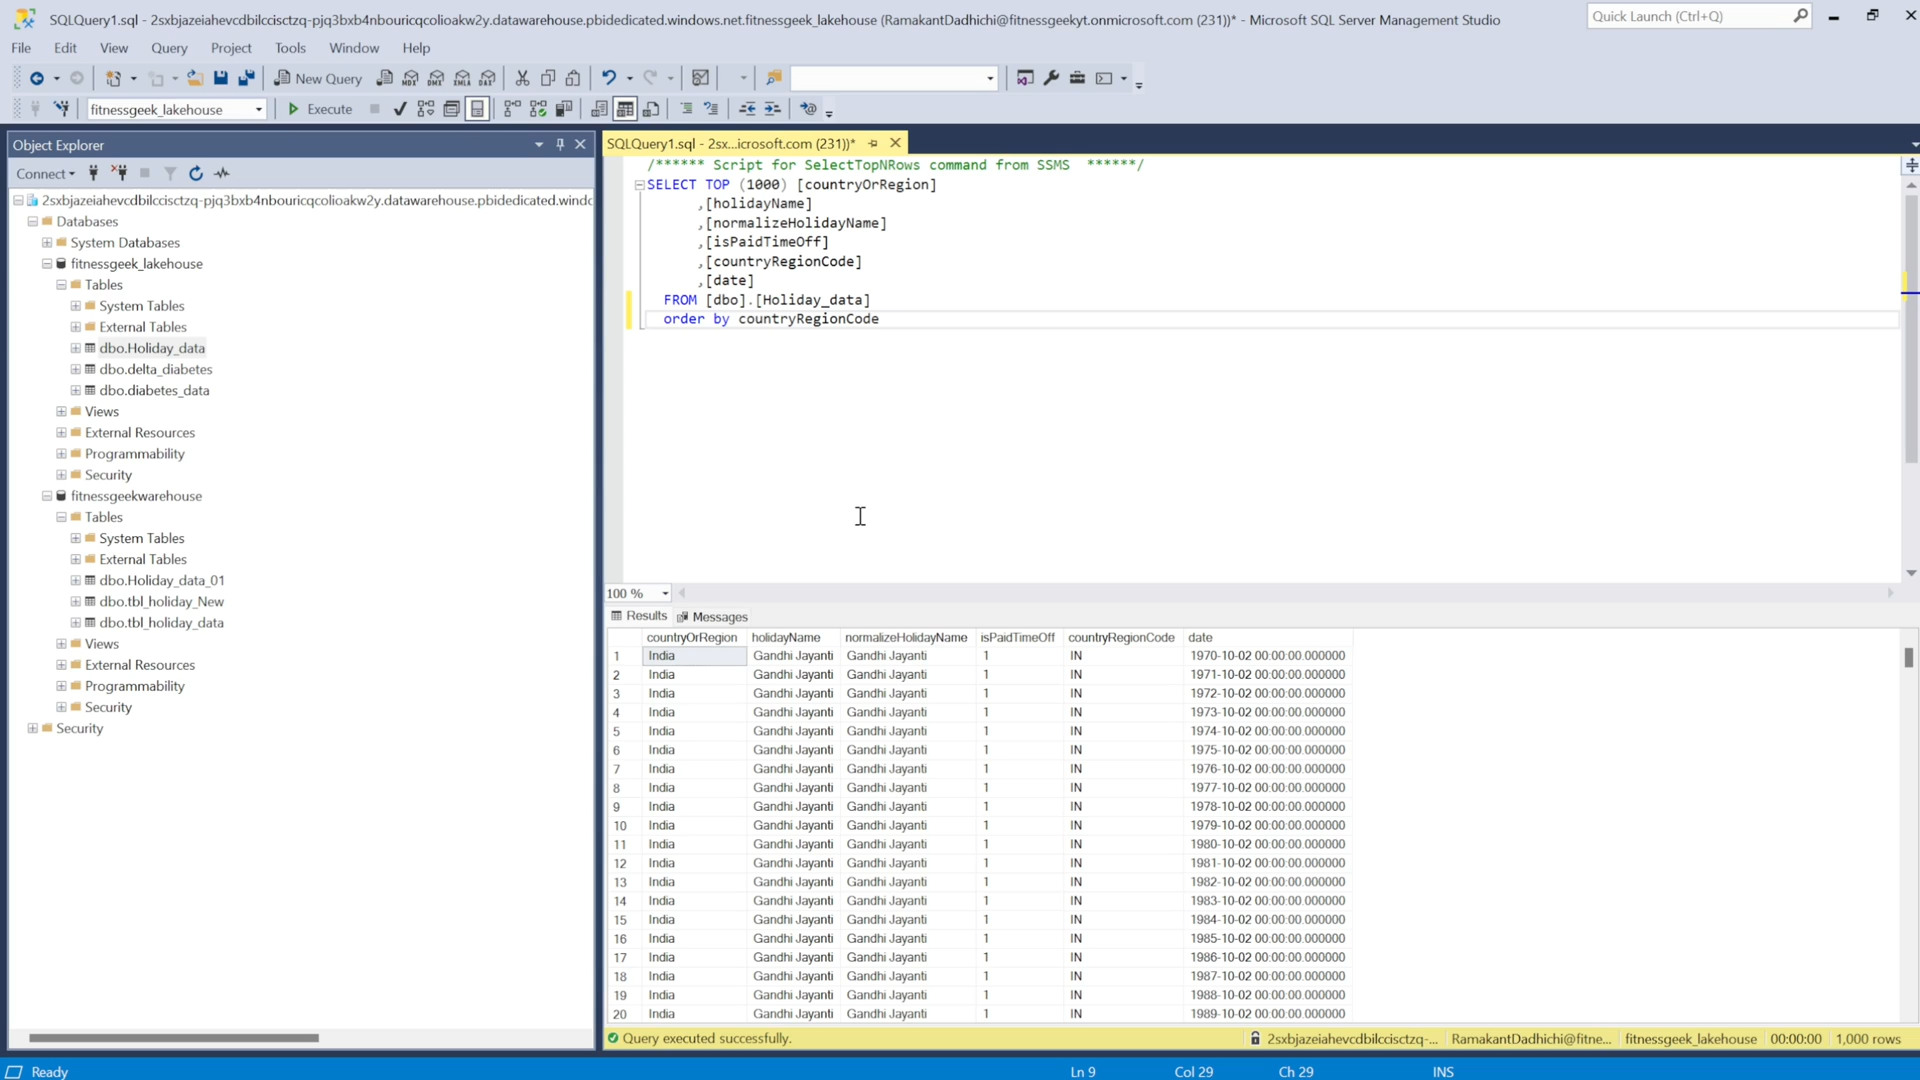 SQLQuery1.sql - 2sxbjazeiahevcdbilccisctzq-pjq3bxb4nbouricqcolioakw2y.datawarehouse.pbidedicated.windows.net.fitnessgeek_lakehouse (RamakantDadhichi@fitnessgeekyt.onmicrosoft.com (231))* - Microsoft SQL Server Management Studio
Quick Launch (Ctrl+Q)
File Edit View Query Project Tools Window Help
New Query MDX DMX XMLA DAX
fitnessgeek_lakehouse Execute
Object Explorer
Connect
2sxbjazeiahevcdbilccisctzq-pjq3bxb4nbouricqcolioakw2y.datawarehouse.pbidedicated.windc
Databases
System Databases
fitnessgeek_lakehouse
Tables
System Tables
External Tables
dbo.Holiday_data
dbo.delta_diabetes
dbo.diabetes_data
Views
External Resources
Programmability
Security
fitnessgeekwarehouse
Tables
System Tables
External Tables
dbo.Holiday_data_01
dbo.tbl_holiday_New
dbo.tbl_holiday_data
Views
External Resources
Programmability
Security
Security
SQLQuery1.sql - 2sx...icrosoft.com (231))*
/****** Script for SelectTopNRows command from SSMS ******/
SELECT TOP (1000) [countryOrRegion]
,[holidayName]
,[normalizeHolidayName]
,[isPaidTimeOff]
,[countryRegionCode]
,[date]
FROM [dbo].[Holiday_data]
order by countryRegionCode
100 %
Results Messages
countryOrRegion holidayName normalizeHolidayName isPaidTimeOff countryRegionCode date
1 India Gandhi Jayanti Gandhi Jayanti 1 IN 1970-10-02 00:00:00.000000
2 India Gandhi Jayanti Gandhi Jayanti 1 IN 1971-10-02 00:00:00.000000
3 India Gandhi Jayanti Gandhi Jayanti 1 IN 1972-10-02 00:00:00.000000
4 India Gandhi Jayanti Gandhi Jayanti 1 IN 1973-10-02 00:00:00.000000
5 India Gandhi Jayanti Gandhi Jayanti 1 IN 1974-10-02 00:00:00.000000
6 India Gandhi Jayanti Gandhi Jayanti 1 IN 1975-10-02 00:00:00.000000
7 India Gandhi Jayanti Gandhi Jayanti 1 IN 1976-10-02 00:00:00.000000
8 India Gandhi Jayanti Gandhi Jayanti 1 IN 1977-10-02 00:00:00.000000
9 India Gandhi Jayanti Gandhi Jayanti 1 IN 1978-10-02 00:00:00.000000
10 India Gandhi Jayanti Gandhi Jayanti 1 IN 1979-10-02 00:00:00.000000
11 India Gandhi Jayanti Gandhi Jayanti 1 IN 1980-10-02 00:00:00.000000
12 India Gandhi Jayanti Gandhi Jayanti 1 IN 1981-10-02 00:00:00.000000
13 India Gandhi Jayanti Gandhi Jayanti 1 IN 1982-10-02 00:00:00.000000
14 India Gandhi Jayanti Gandhi Jayanti 1 IN 1983-10-02 00:00:00.000000
15 India Gandhi Jayanti Gandhi Jayanti 1 IN 1984-10-02 00:00:00.000000
16 India Gandhi Jayanti Gandhi Jayanti 1 IN 1985-10-02 00:00:00.000000
17 India Gandhi Jayanti Gandhi Jayanti 1 IN 1986-10-02 00:00:00.000000
18 India Gandhi Jayanti Gandhi Jayanti 1 IN 1987-10-02 00:00:00.000000
19 India Gandhi Jayanti Gandhi Jayanti 1 IN 1988-10-02 00:00:00.000000
20 India Gandhi Jayanti Gandhi Jayanti 1 IN 1989-10-02 00:00:00.000000
Query executed successfully. 2sxbjazeiahevcdbilccisctzq-... RamakantDadhichi@fitne... fitnessgeek_lakehouse 00:00:00 1,000 rows
Ready Ln 9 Col 29 Ch 29 INS